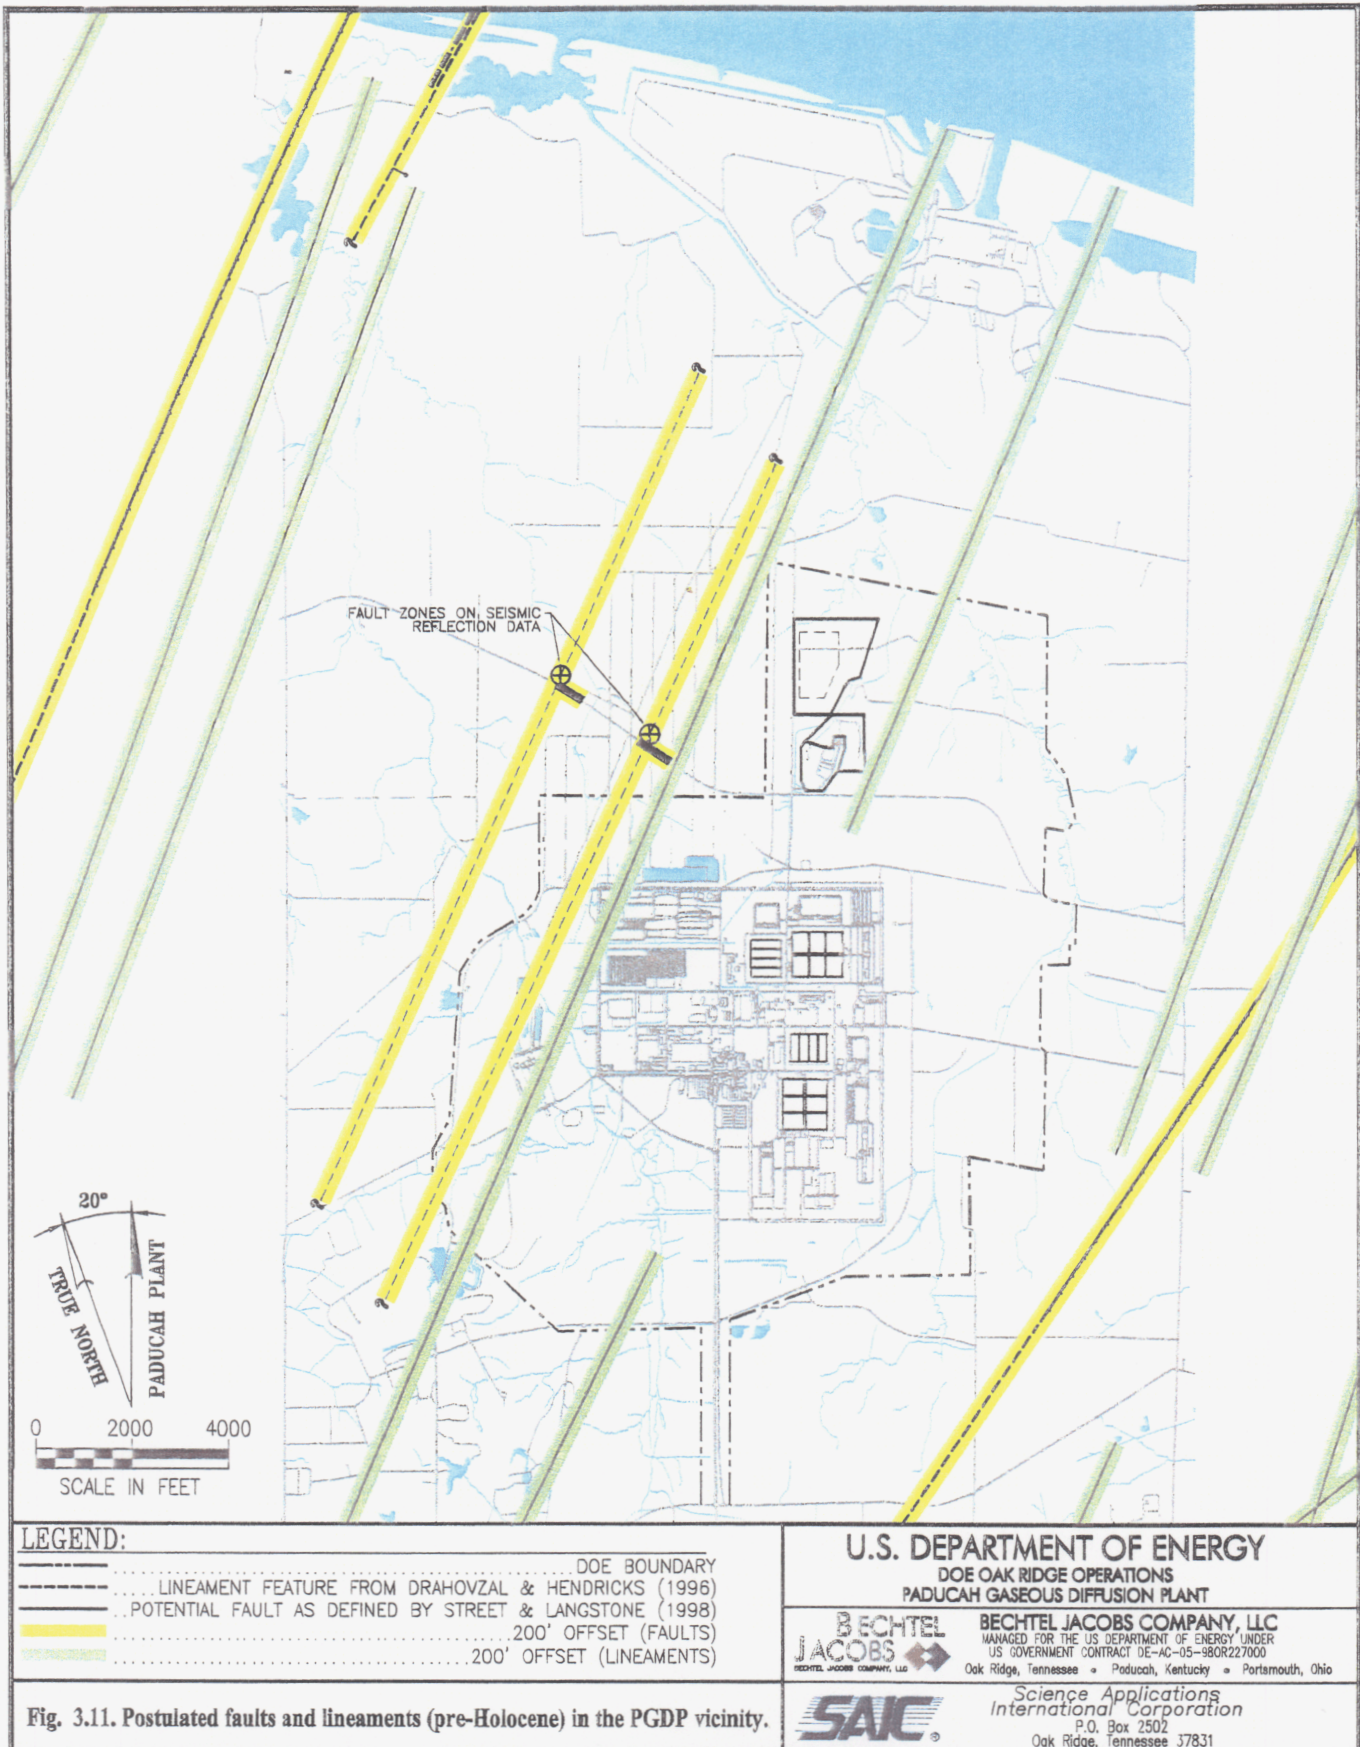 FAULT ZONES ON SEISMIC
REFLECTION DATA
20°
TRUE NORTH
PADUCAH PLANT
0 2000 4000
SCALE IN FEET
LEGEND:
DOE BOUNDARY
LINEAMENT FEATURE FROM DRAHOVZAL & HENDRICKS (1996)
POTENTIAL FAULT AS DEFINED BY STREET & LANGSTONE (1998)
200' OFFSET (FAULTS)
200' OFFSET (LINEAMENTS)
Fig. 3.11. Postulated faults and lineaments (pre-Holocene) in the PGDP vicinity.
U.S. DEPARTMENT OF ENERGY
DOE OAK RIDGE OPERATIONS
PADUCAH GASEOUS DIFFUSION PLANT
BECHTEL
JACOBS
BECHTEL JACOBS COMPANY, LLC
BECHTEL JACOBS COMPANY, LLC
MANAGED FOR THE US DEPARTMENT OF ENERGY UNDER
US GOVERNMENT CONTRACT DE-AC-05-98OR227000
Oak Ridge, Tennessee • Paducah, Kentucky • Portsmouth, Ohio
SAIC
Science Applications
International Corporation
P.O. Box 2502
Oak Ridge, Tennessee 37831